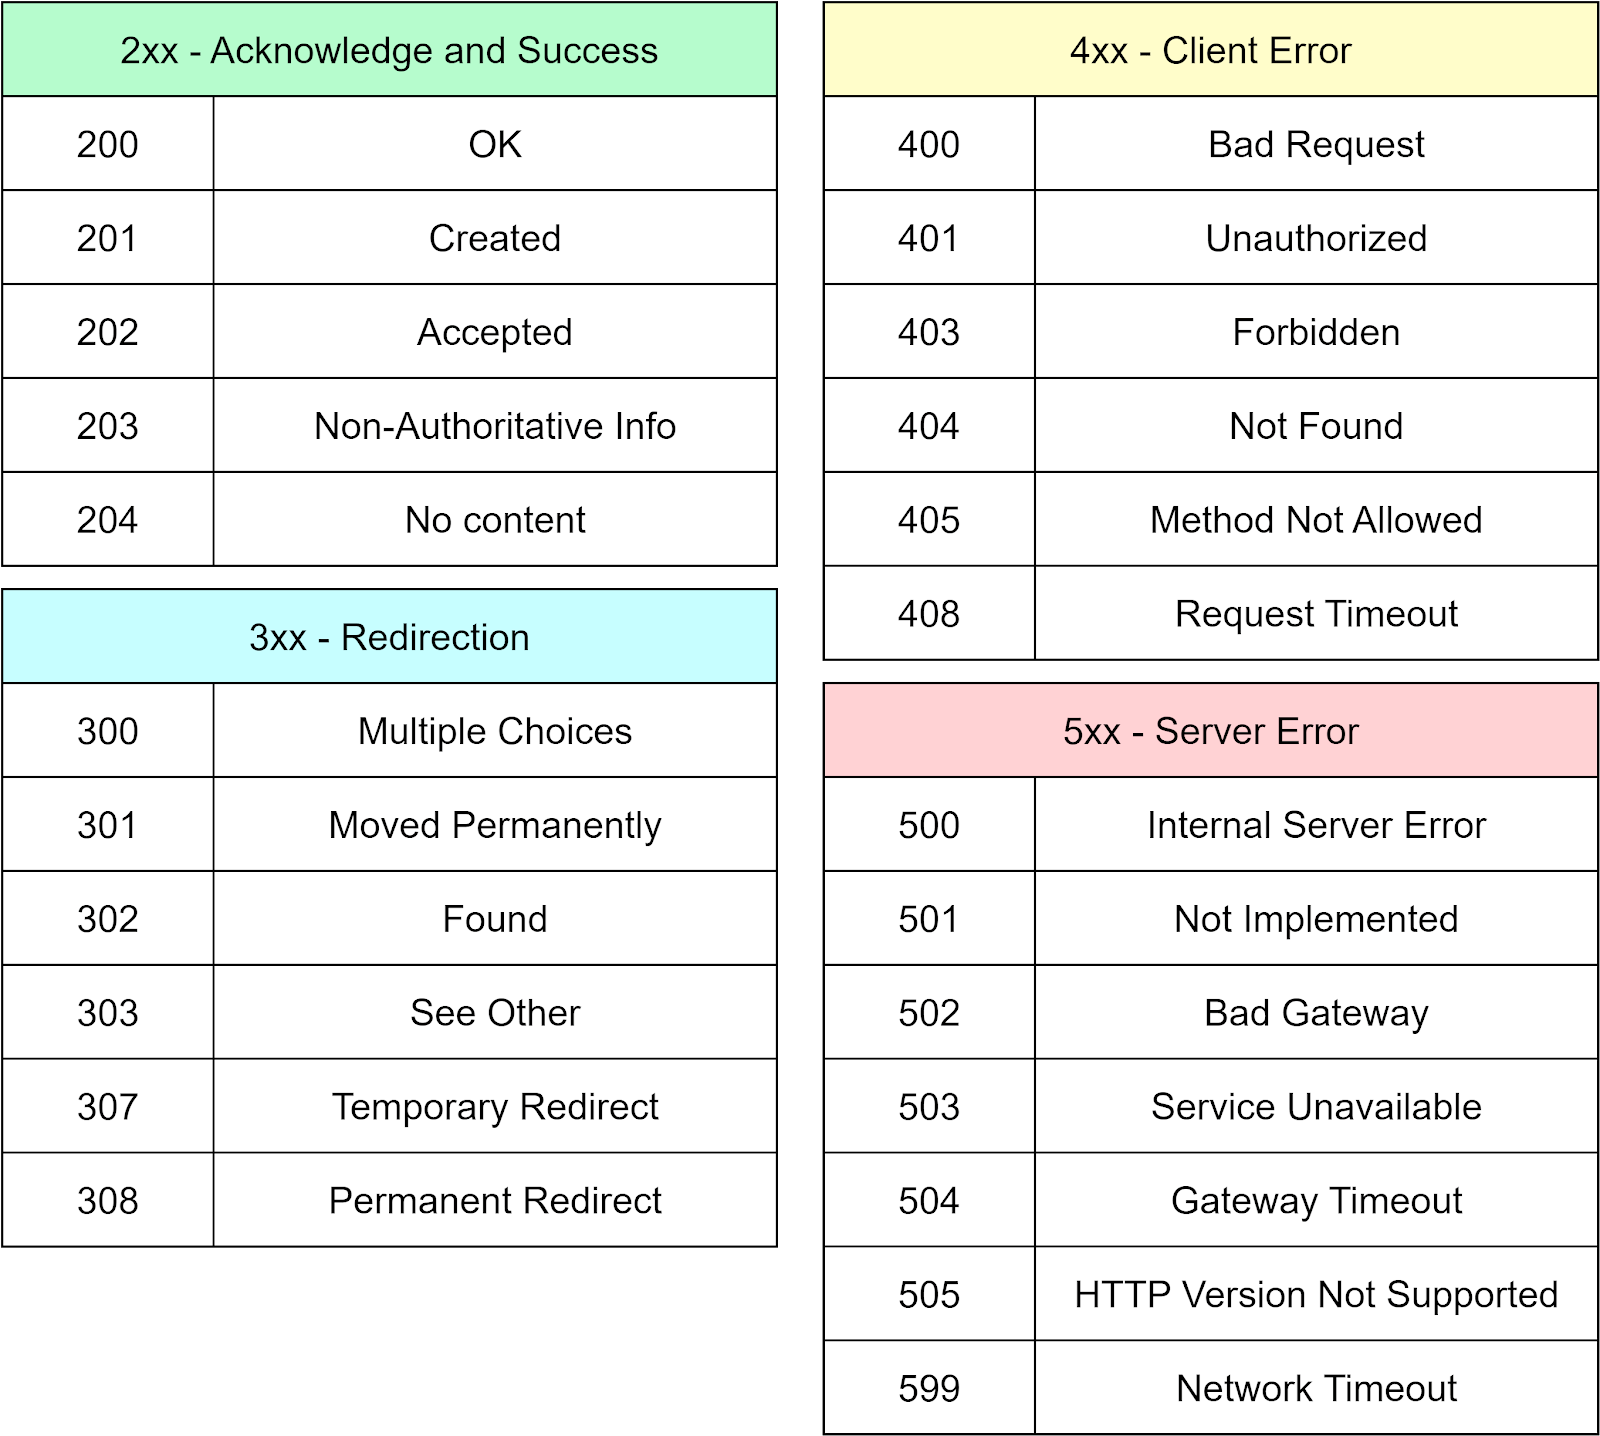 2xx - Acknowledge and Success
200 OK
201 Created
202 Accepted
203 Non-Authoritative Info
204 No content
3xx - Redirection
300 Multiple Choices
301 Moved Permanently
302 Found
303 See Other
307 Temporary Redirect
308 Permanent Redirect
4xx - Client Error
400 Bad Request
401 Unauthorized
403 Forbidden
404 Not Found
405 Method Not Allowed
408 Request Timeout
5xx - Server Error
500 Internal Server Error
501 Not Implemented
502 Bad Gateway
503 Service Unavailable
504 Gateway Timeout
505 HTTP Version Not Supported
599 Network Timeout